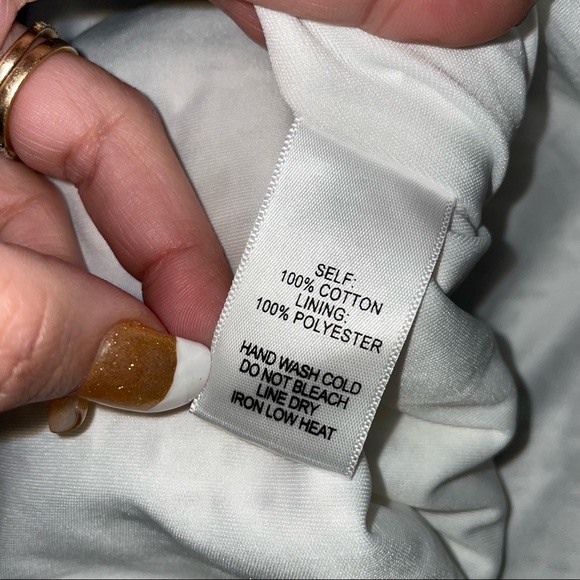 SELF:
100% COTTON
LINING:
100% POLYESTER
HAND WASH COLD
DO NOT BLEACH
LINE DRY
IRON LOW HEAT